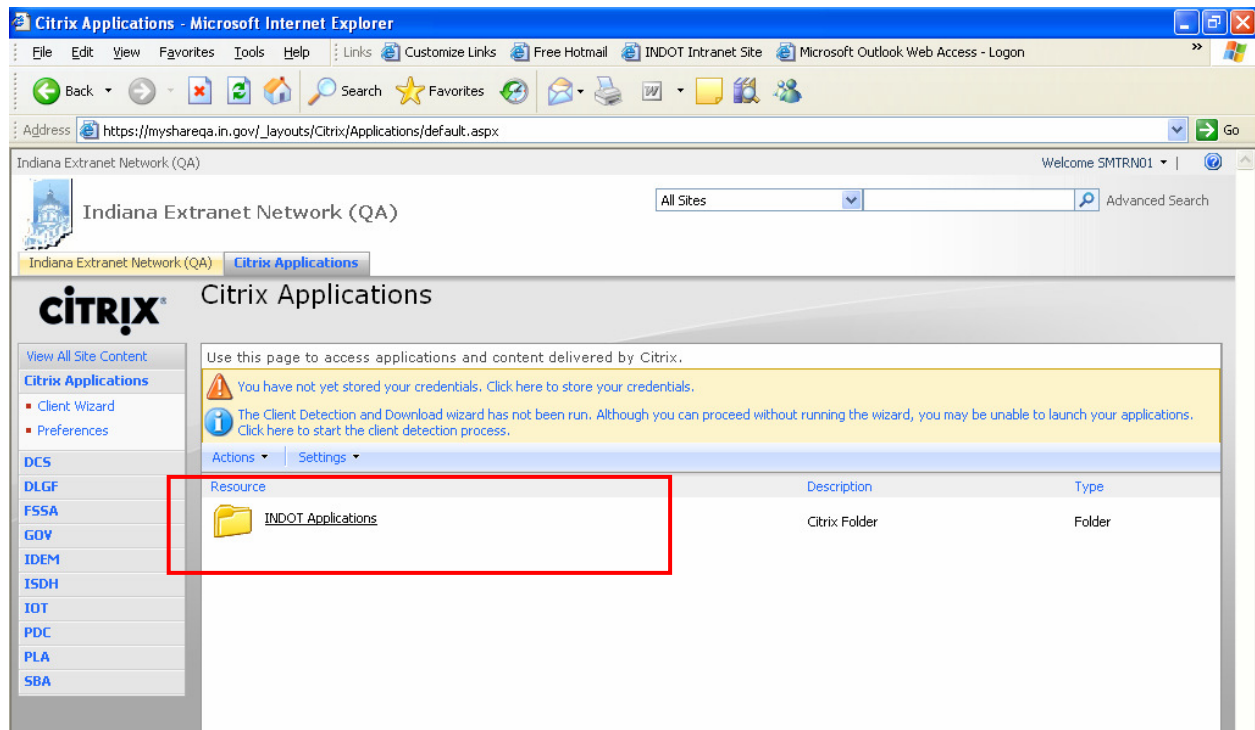 Citrix Applications - Microsoft Internet Explorer
File Edit View Favorites Tools Help Links Customize Links Free Hotmail INDOT Intranet Site Microsoft Outlook Web Access - Logon »
Back Search Favorites
Address https://myshareqa.in.gov/_layouts/Citrix/Applications/default.aspx Go
Indiana Extranet Network (QA) Welcome SMTRN01 |
Indiana Extranet Network (QA) All Sites Advanced Search
Indiana Extranet Network (QA) Citrix Applications
CITRIX® Citrix Applications
View All Site Content Use this page to access applications and content delivered by Citrix.
Citrix Applications You have not yet stored your credentials. Click here to store your credentials.
Client Wizard The Client Detection and Download wizard has not been run. Although you can proceed without running the wizard, you may be unable to launch your applications.
Preferences Click here to start the client detection process.
DCS Actions Settings
DLGF Resource Description Type
FSSA INDOT Applications Citrix Folder Folder
GOV
IDEM
ISDH
IOT
PDC
PLA
SBA